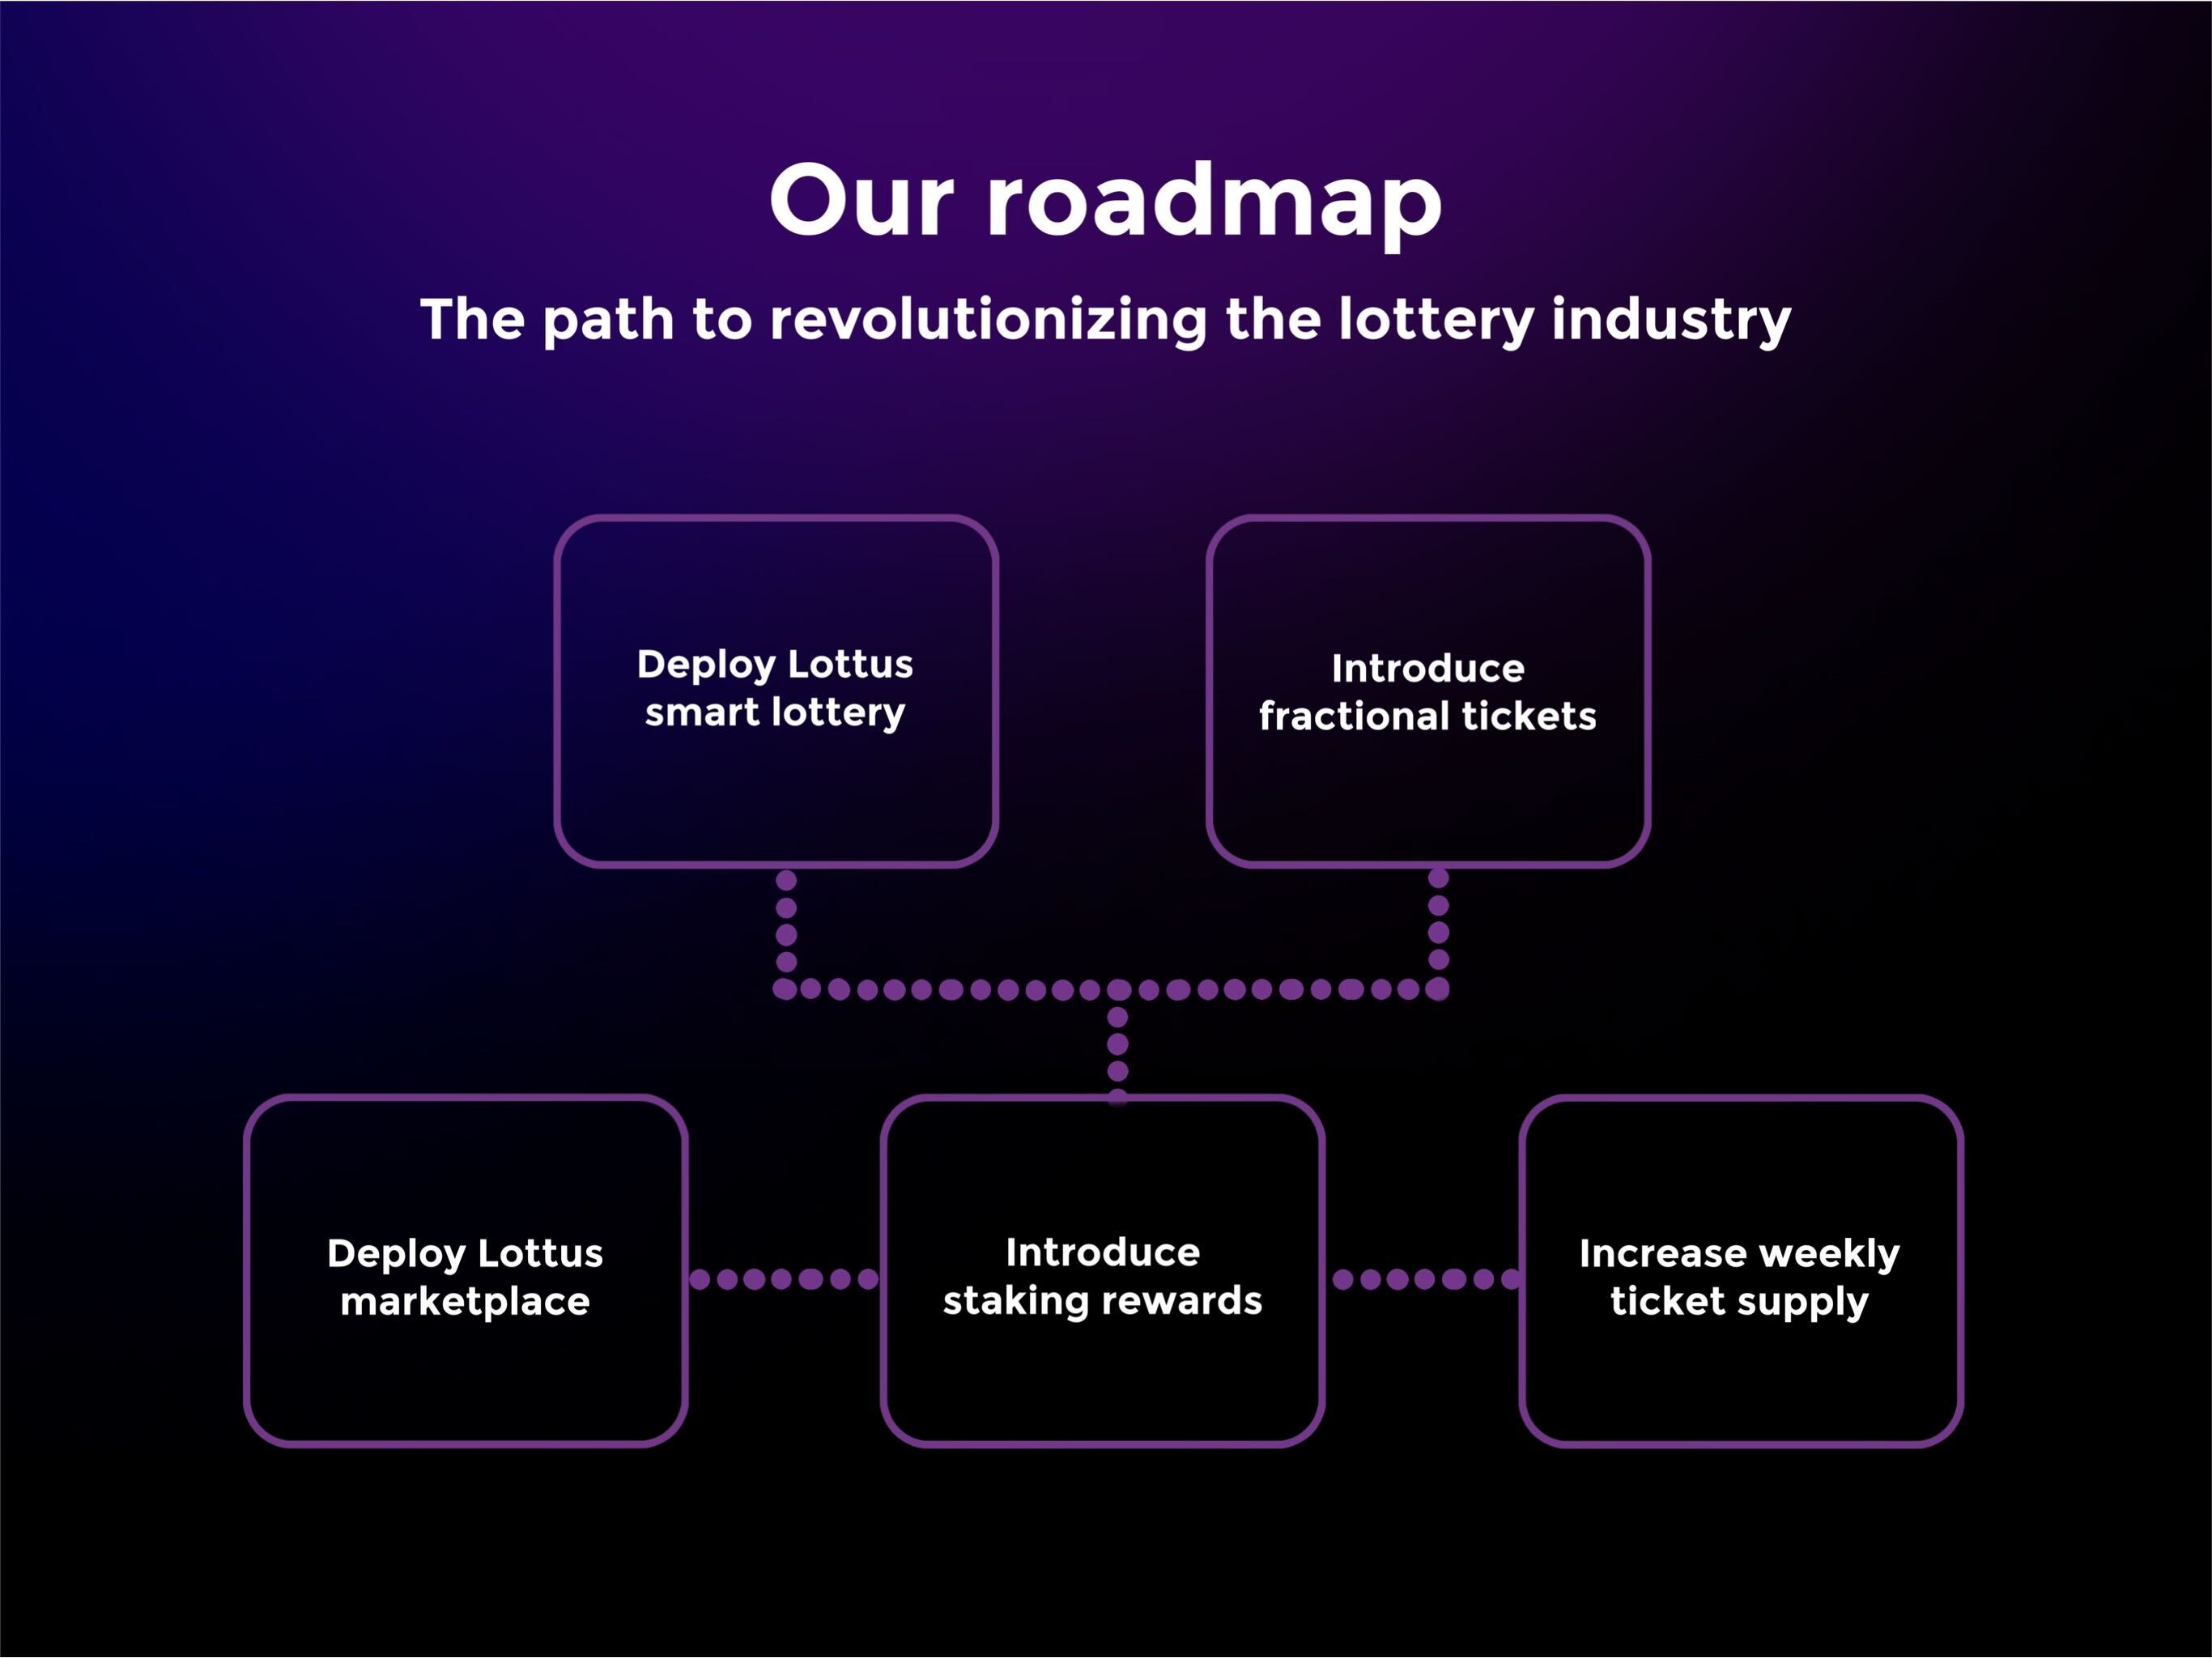 Our roadmap
The path to revolutionizing the lottery industry
Deploy Lottus
smart lottery
Introduce
fractional tickets
Deploy Lottus
marketplace
Introduce
staking rewards
Increase weekly
ticket supply